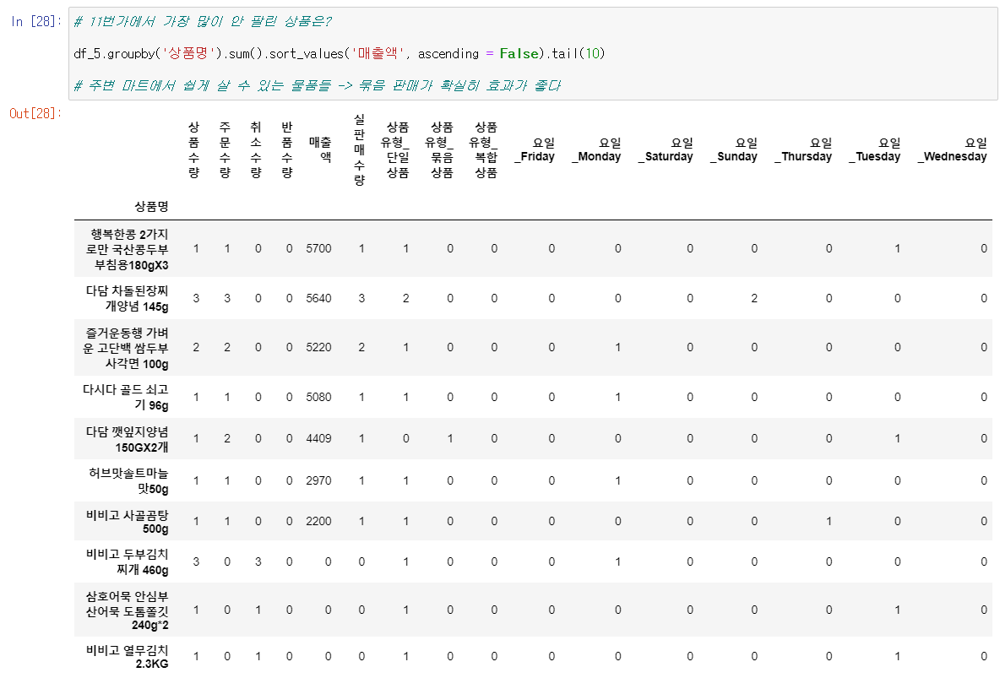 In [28]:
# 11번가에서 가장 많이 안 팔린 상품은?
df_5.groupby('상품명').sum().sort_values('매출액', ascending = False).tail(10)
# 주변 마트에서 쉽게 살 수 있는 물품들 -> 묶음 판매가 확실히 효과가 좋다
Out[28]:
상품수량 주문수량 취소수량 반품수량 매출액 실판매수량 상품유형_단일상품 상품유형_묶음상품 상품유형_복합상품 요일_Friday 요일_Monday 요일_Saturday 요일_Sunday 요일_Thursday 요일_Tuesday 요일_Wednesday
상품명
행복한콩 2가지
로만 국산콩두부
부침용180gX3
1 1 0 0 5700 1 1 0 0 0 0 0 0 0 1 0
다담 차돌된장찌
개양념 145g
3 3 0 0 5640 3 2 0 0 0 0 0 2 0 0 0
즐거운동행 가벼
운 고단백 쌈두부
사각면 100g
2 2 0 0 5220 2 1 0 0 0 1 0 0 0 0 0
다시다 골드 쇠고
기 96g
1 1 0 0 5080 1 1 0 0 0 1 0 0 0 0 0
다담 깻잎지양념
150GX2개
1 2 0 0 4409 1 0 1 0 0 0 0 0 0 1 0
허브맛솔트마늘
맛50g
1 1 0 0 2970 1 1 0 0 0 1 0 0 0 0 0
비비고 사골곰탕
500g
1 1 0 0 2200 1 1 0 0 0 0 0 0 1 0 0
비비고 두부김치
찌개 460g
3 0 3 0 0 0 1 0 0 0 1 0 0 0 0 0
삼호어묵 안심부
산어묵 도톰쫄깃
240g*2
1 0 1 0 0 0 1 0 0 0 0 0 0 0 1 0
비비고 열무김치
2.3KG
1 0 1 0 0 0 1 0 0 0 0 0 0 0 1 0